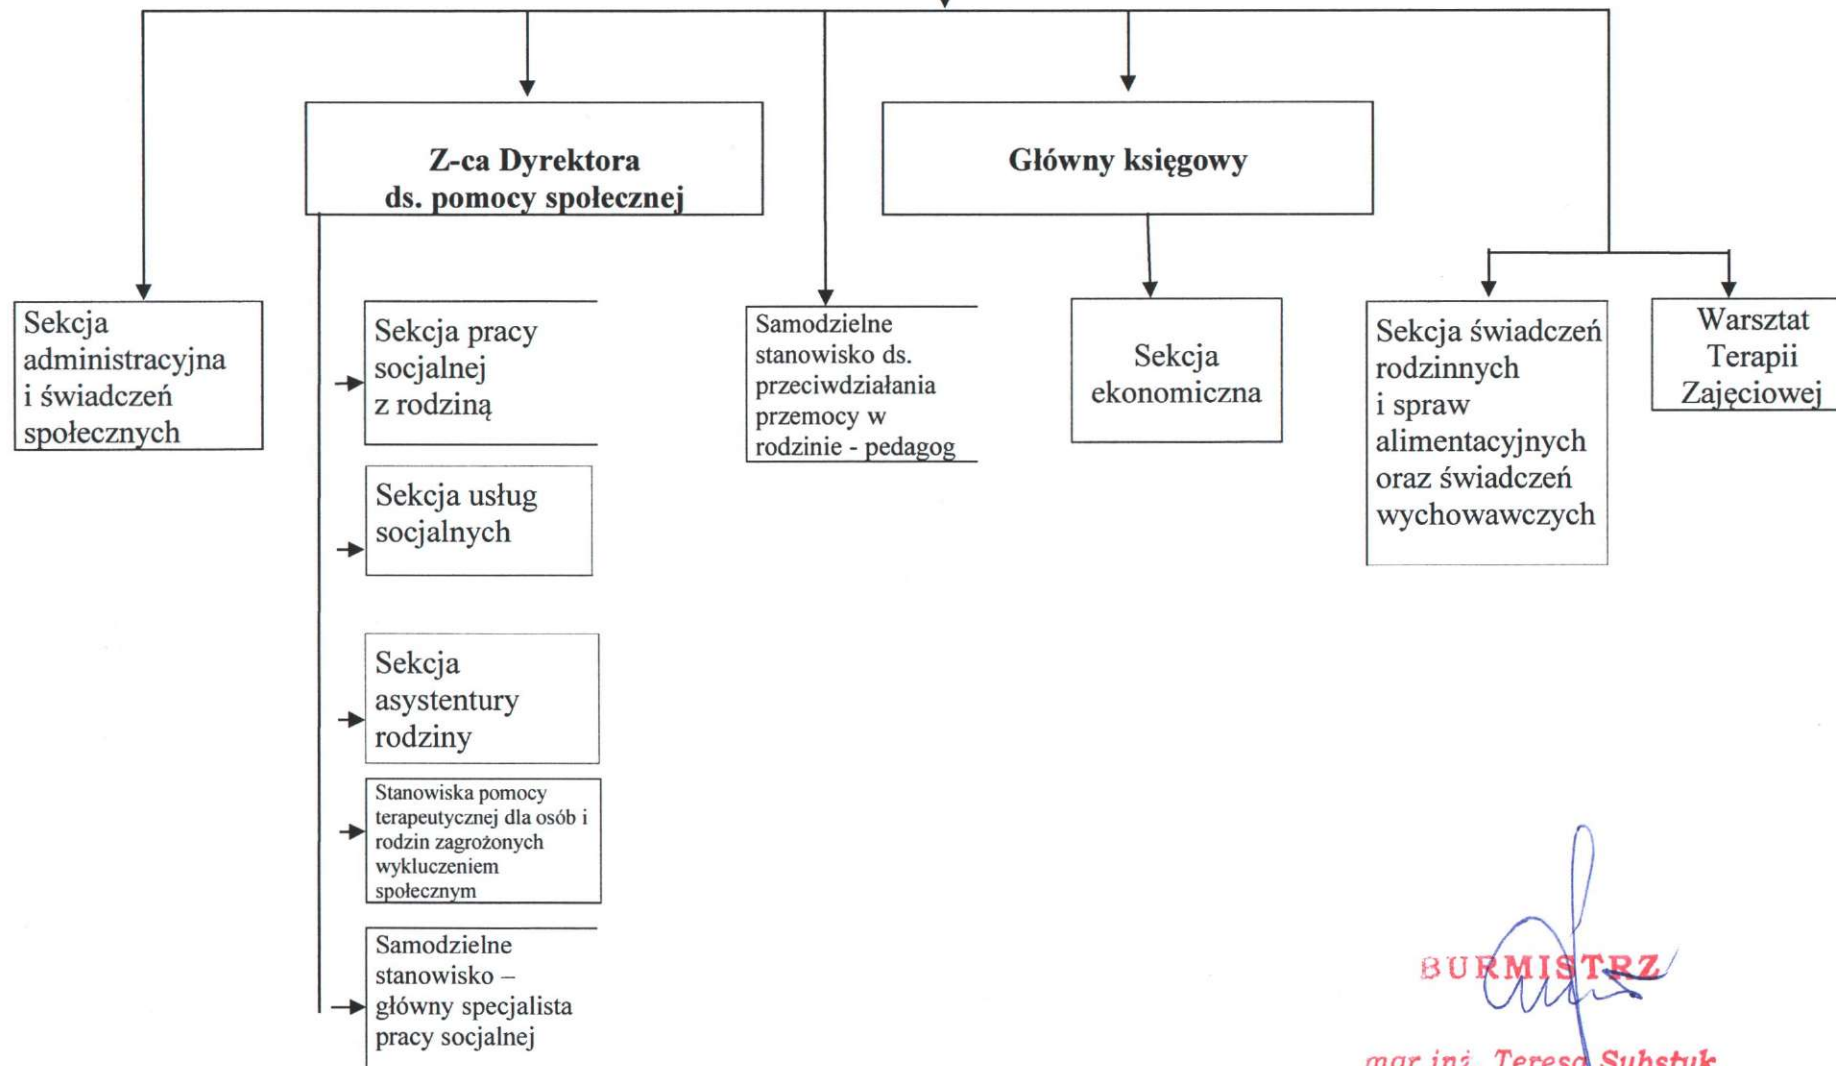 Z-ca Dyrektora
ds. pomocy społecznej
Główny księgowy
Sekcja
administracyjna
i świadczeń
społecznych
Sekcja pracy
socjalnej
z rodziną
Sekcja usług
socjalnych
Sekcja
asystentury
rodziny
Stanowiska pomocy
terapeutycznej dla osób i
rodzin zagrożonych
wykluczeniem
społecznym
Samodzielne
stanowisko –
główny specjalista
pracy socjalnej
Samodzielne
stanowisko ds.
przeciwdziałania
przemocy w
rodzinie - pedagog
Sekcja
ekonomiczna
Sekcja świadczeń
rodzinnych
i spraw
alimentacyjnych
oraz świadczeń
wychowawczych
Warsztat
Terapii
Zajęciowej
BURMISTRZ
mgr inż. Teresa